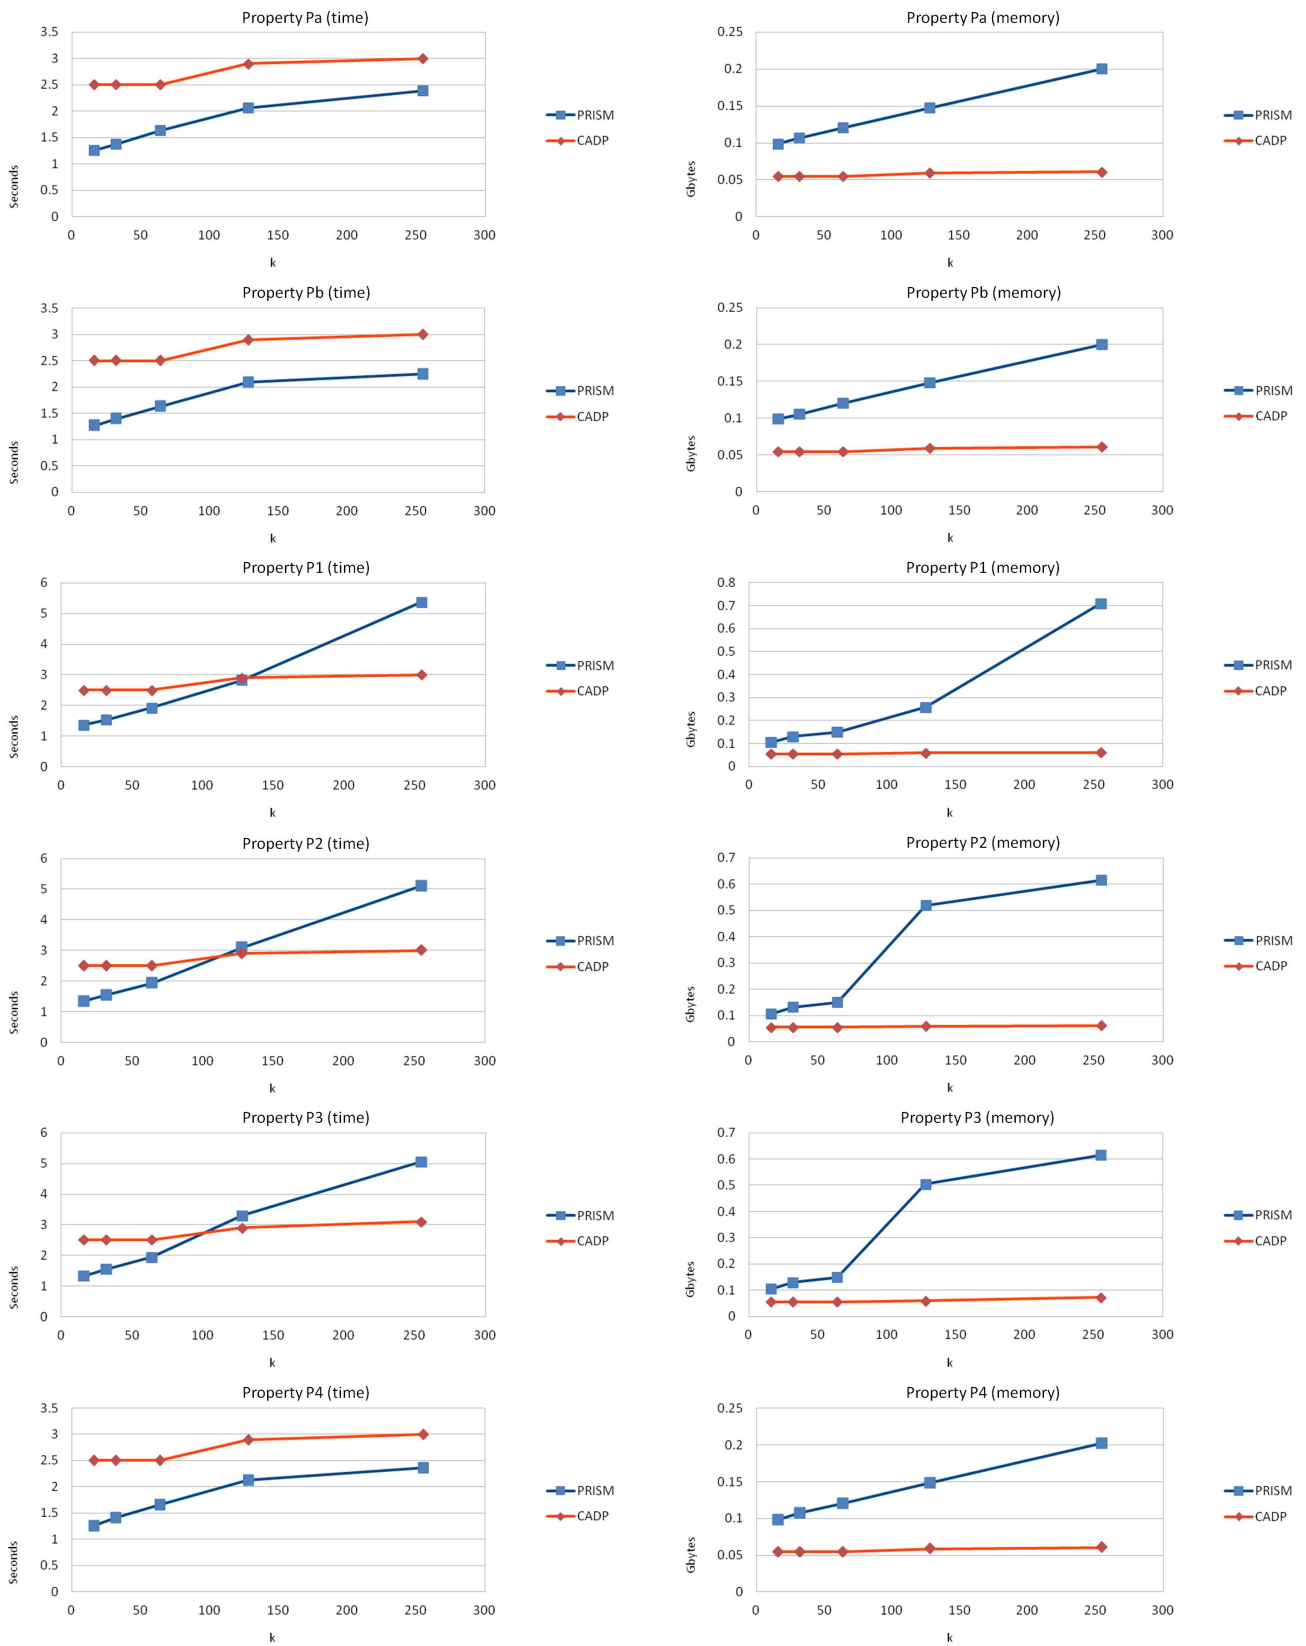 Property Pa (time)
3.5
3
2.5
2
1.5
1
0.5
0
Seconds
0 50 100 150 200 250 300
k
PRISM
CADP
Property Pa (memory)
0.25
0.2
0.15
0.1
0.05
0
Gbytes
0 50 100 150 200 250 300
k
PRISM
CADP
Property Pb (time)
3.5
3
2.5
2
1.5
1
0.5
0
Seconds
0 50 100 150 200 250 300
k
PRISM
CADP
Property Pb (memory)
0.25
0.2
0.15
0.1
0.05
0
Gbytes
0 50 100 150 200 250 300
k
PRISM
CADP
Property P1 (time)
6
5
4
3
2
1
0
Seconds
0 50 100 150 200 250 300
k
PRISM
CADP
Property P1 (memory)
0.8
0.7
0.6
0.5
0.4
0.3
0.2
0.1
0
Gbytes
0 50 100 150 200 250 300
k
PRISM
CADP
Property P2 (time)
6
5
4
3
2
1
0
Seconds
0 50 100 150 200 250 300
k
PRISM
CADP
Property P2 (memory)
0.7
0.6
0.5
0.4
0.3
0.2
0.1
0
Gbytes
0 50 100 150 200 250 300
k
PRISM
CADP
Property P3 (time)
6
5
4
3
2
1
0
Seconds
0 50 100 150 200 250 300
k
PRISM
CADP
Property P3 (memory)
0.7
0.6
0.5
0.4
0.3
0.2
0.1
0
Gbytes
0 50 100 150 200 250 300
k
PRISM
CADP
Property P4 (time)
3.5
3
2.5
2
1.5
1
0.5
0
Seconds
0 50 100 150 200 250 300
k
PRISM
CADP
Property P4 (memory)
0.25
0.2
0.15
0.1
0.05
0
Gbytes
0 50 100 150 200 250 300
k
PRISM
CADP